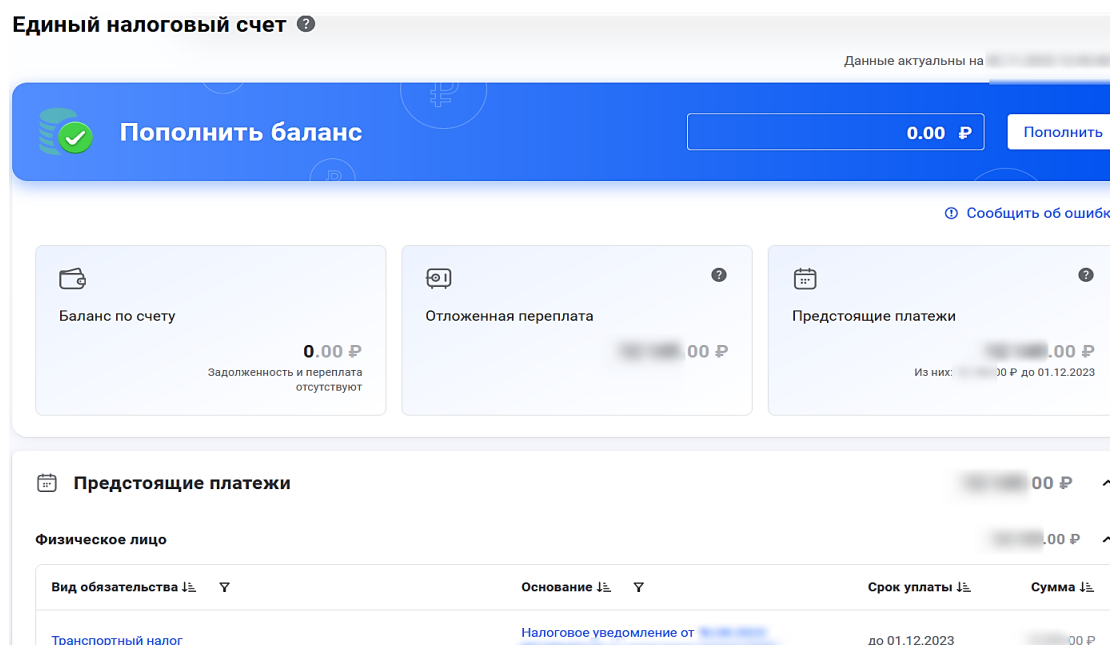 Единый налоговый счет ?
Данные актуальны на
Пополнить баланс
0.00 ₽
Пополнить
Сообщить об ошибк
Баланс по счету
0.00 ₽
Задолженность и переплата
отсутствуют
?
Отложенная переплата
.00 ₽
?
Предстоящие платежи
.00 ₽
Из них: 00 ₽ до 01.12.2023
Предстоящие платежи
00 ₽
Физическое лицо
.00 ₽
Вид обязательства Основание Срок уплаты Сумма
Транспортный налог
Налоговое уведомление от
до 01.12.2023
00 ₽